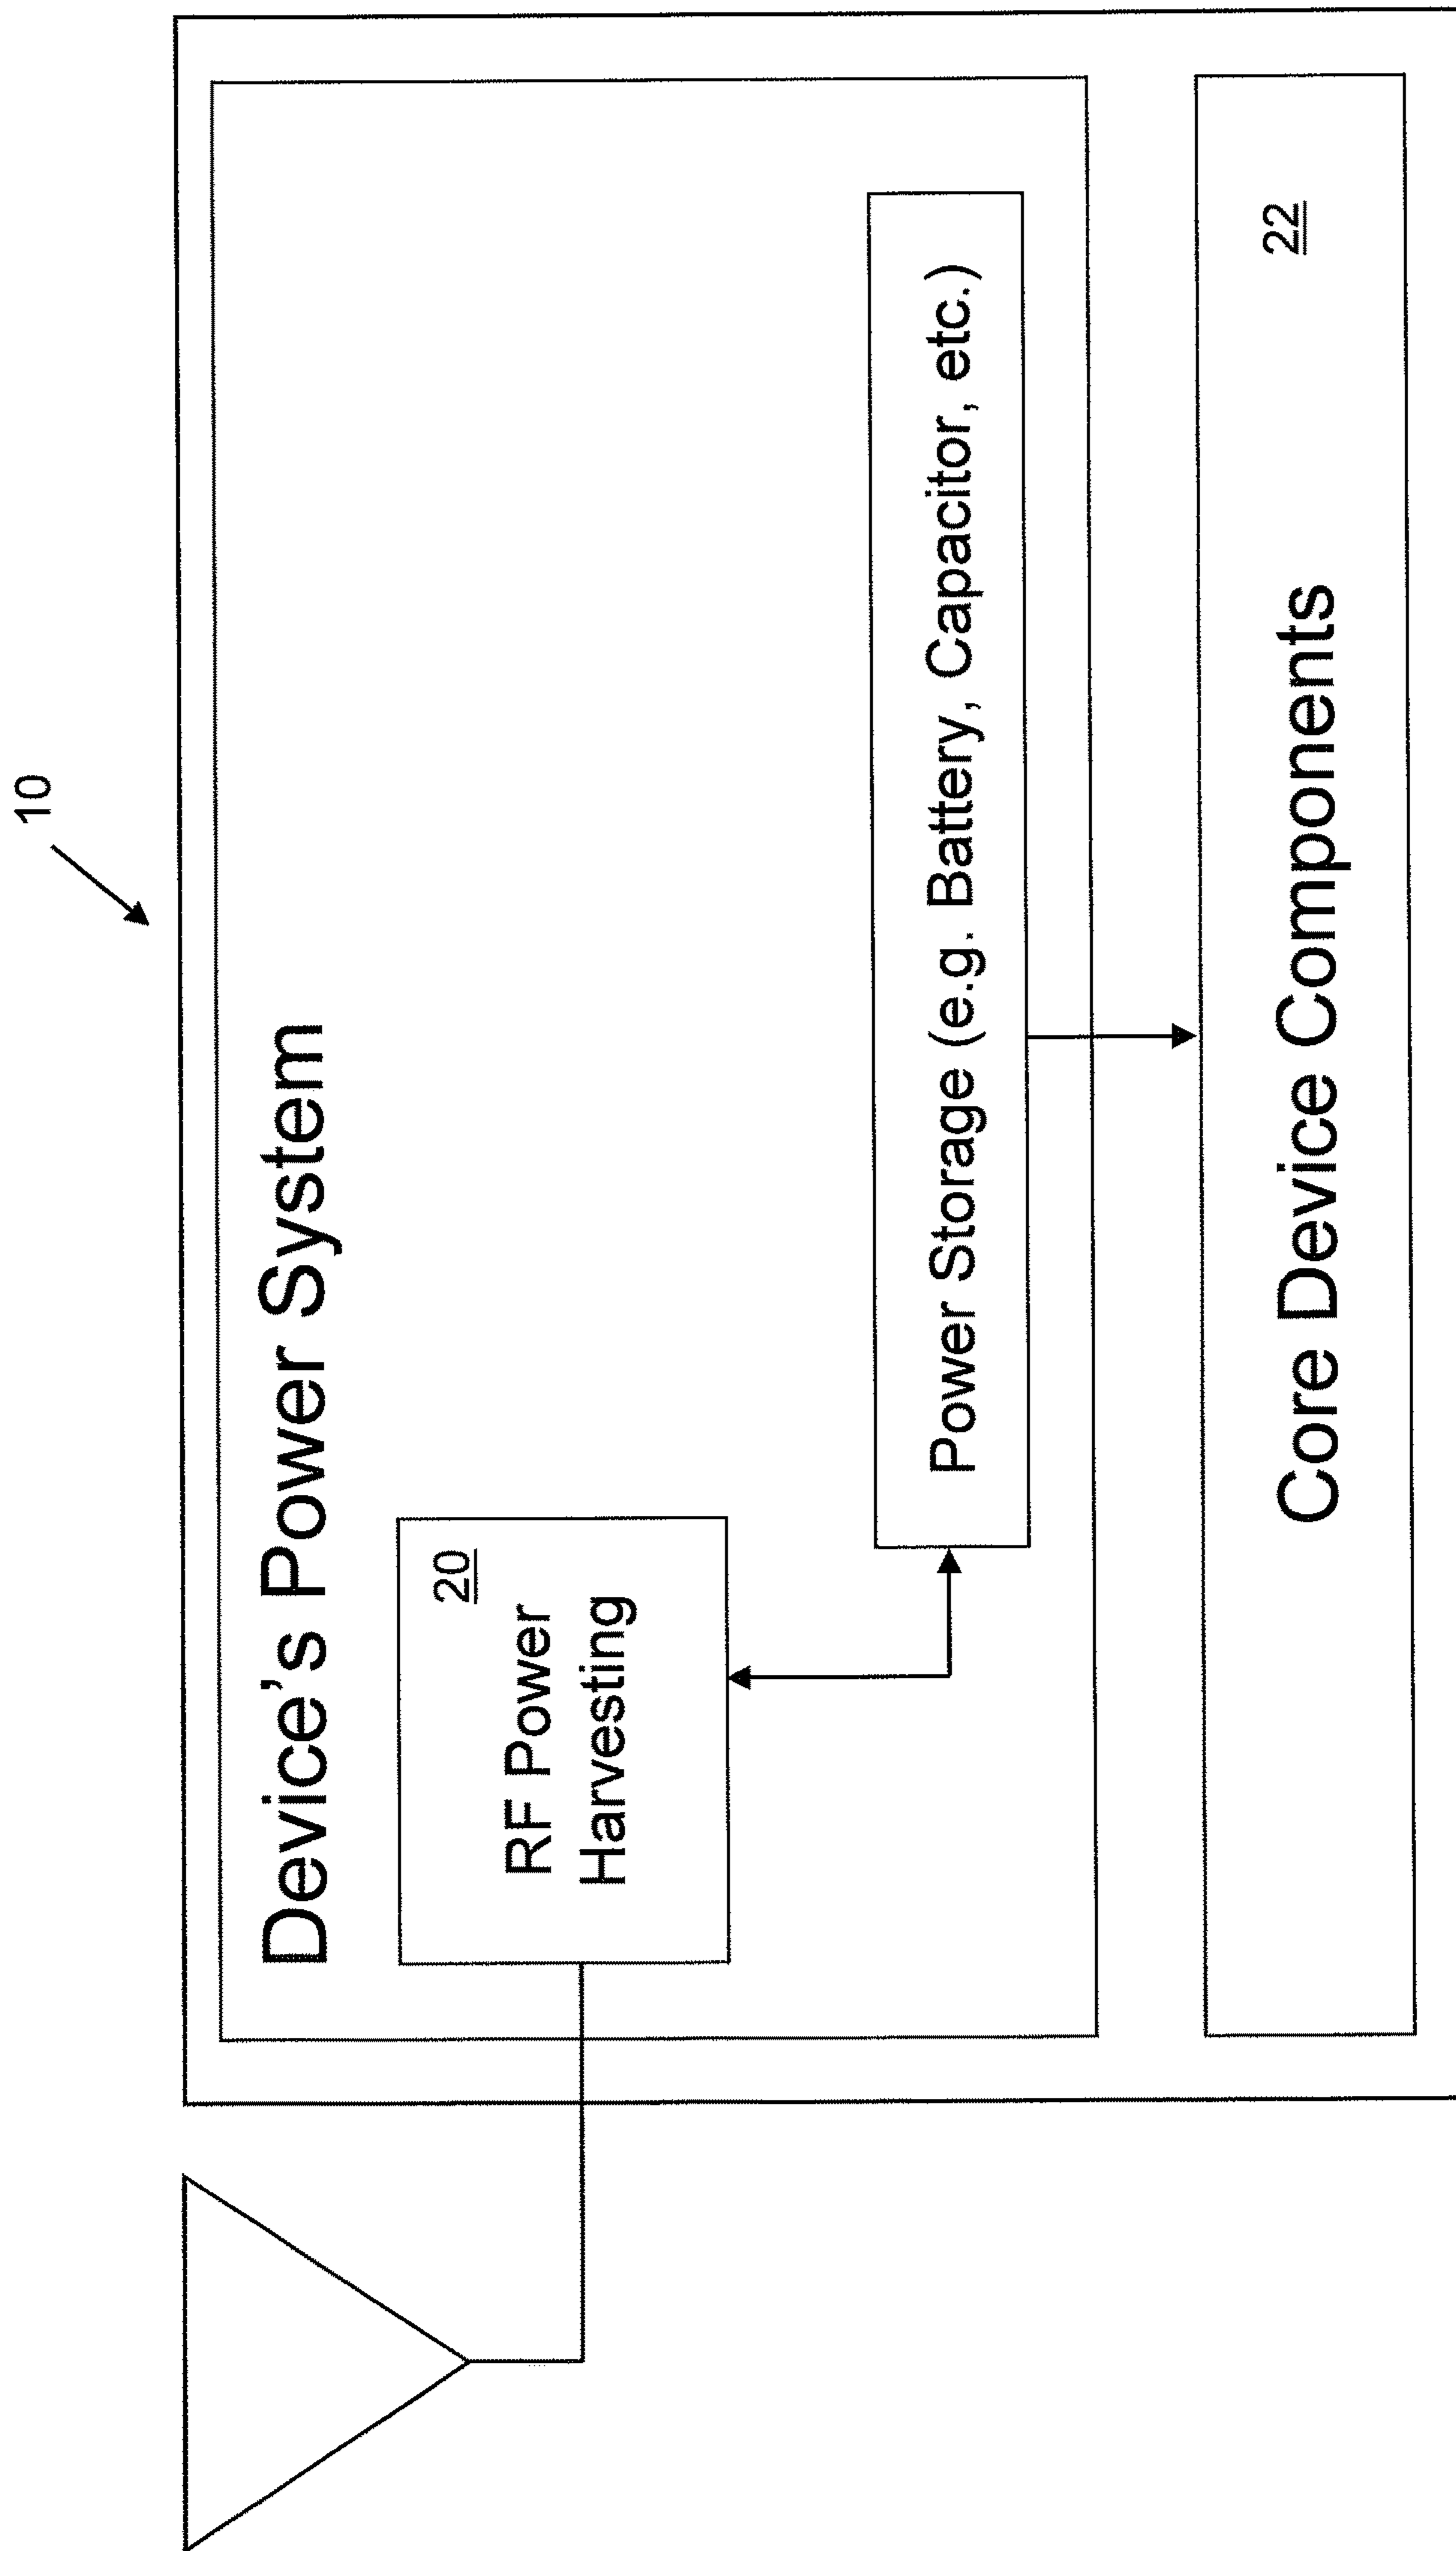 10
Device's Power System
20
RF Power
Harvesting
Power Storage (e.g. Battery, Capacitor, etc.)
22
Core Device Components